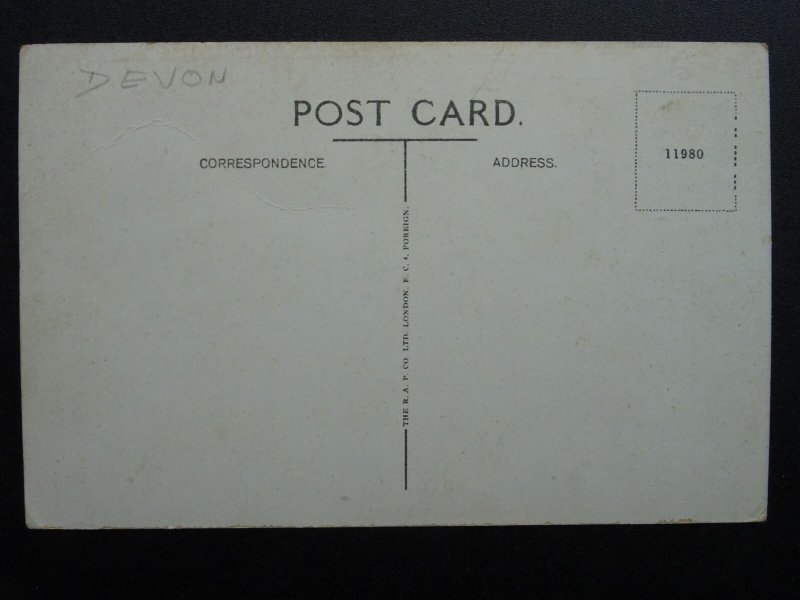 DEVON
POST CARD.
CORRESPONDENCE.
ADDRESS.
11980
THE R. A. P. CO. LTD. LONDON. E. C. 4. FOREIGN.